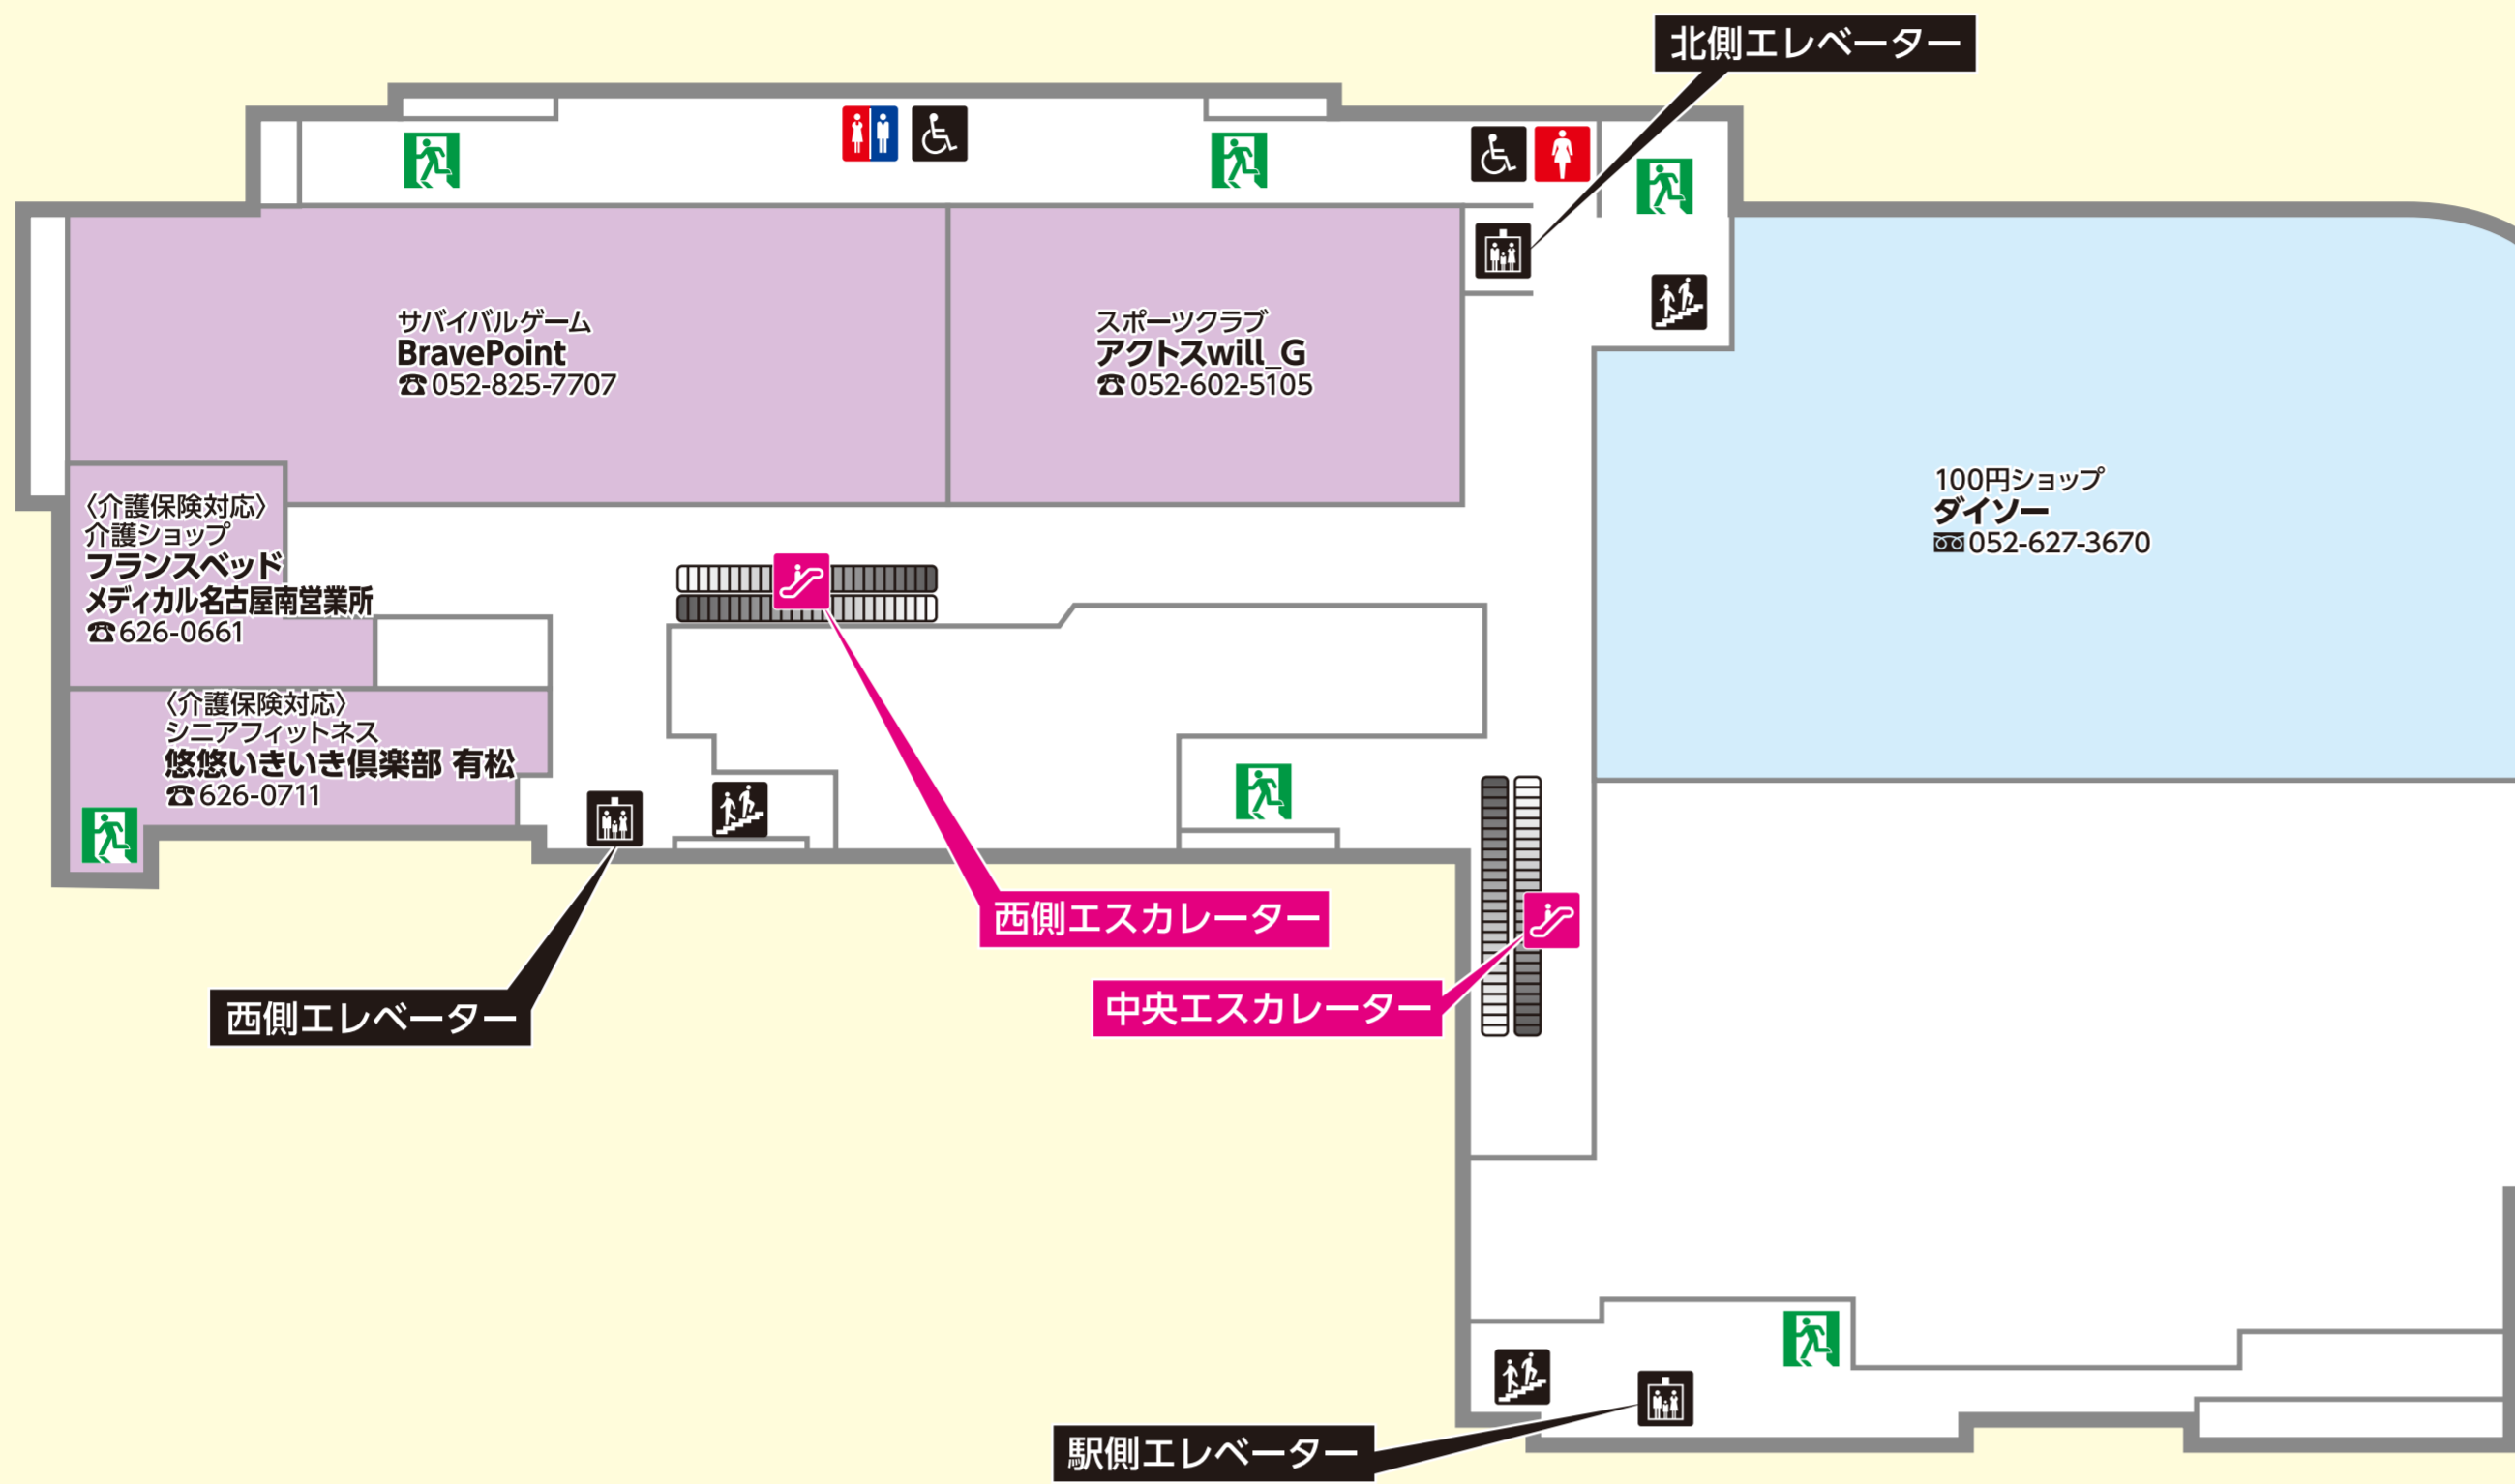 北側エレベーター
サバイバルゲーム
BravePoint
☎052-825-7707
スポーツクラブ
アクトスwill_G
☎052-602-5105
100円ショップ
ダイソー
052-627-3670
〈介護保険対応〉
介護ショップ
フランスベッド
メディカル名古屋南営業所
☎626-0661
〈介護保険対応〉
シニアフィットネス
悠悠いきいき倶楽部 有松
☎626-0711
西側エスカレーター
中央エスカレーター
西側エレベーター
駅側エレベーター